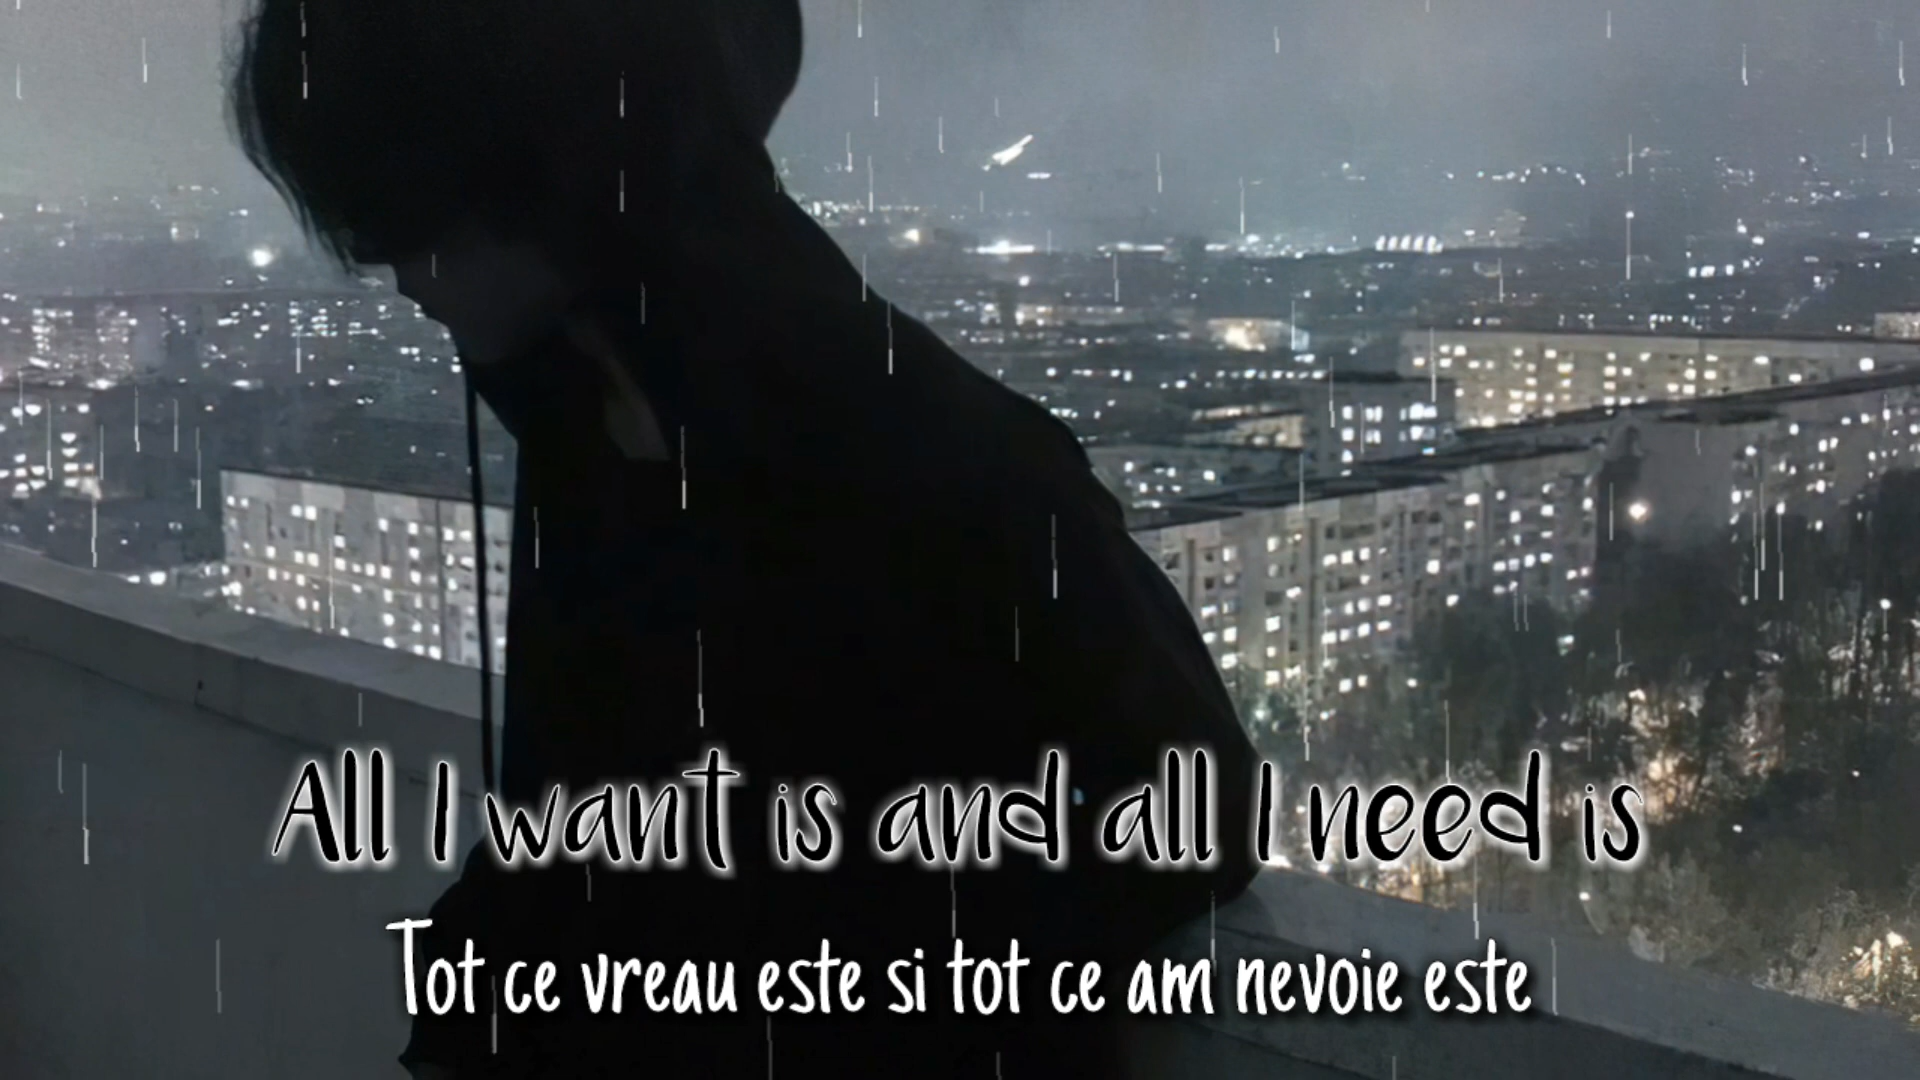 All I want is and all I need is
Tot ce vreau este si tot ce am nevoie este